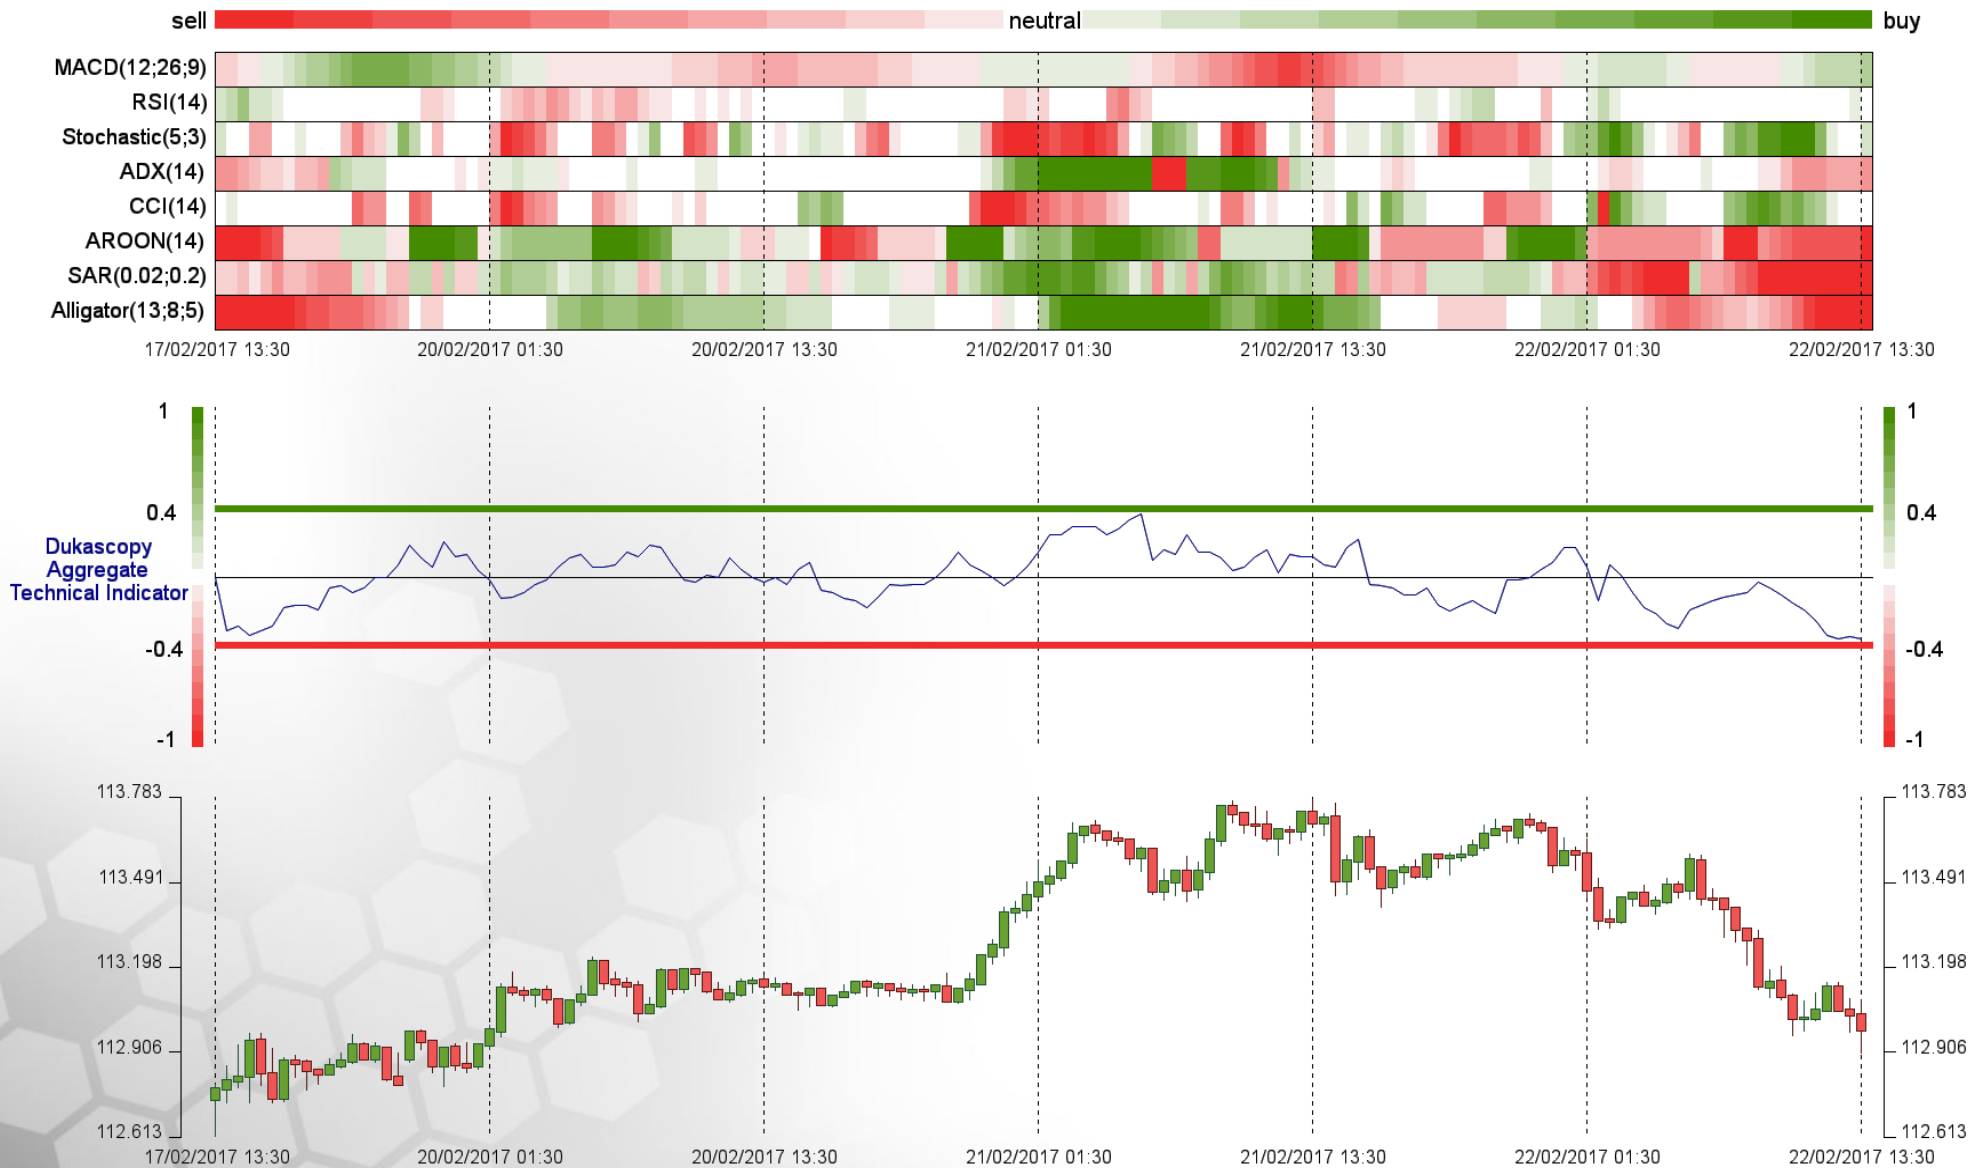 sell neutral buy
MACD(12;26;9)
RSI(14)
Stochastic(5;3)
ADX(14)
CCI(14)
AROON(14)
SAR(0.02;0.2)
Alligator(13;8;5)
17/02/2017 13:30 20/02/2017 01:30 20/02/2017 13:30 21/02/2017 01:30 21/02/2017 13:30 22/02/2017 01:30 22/02/2017 13:30
1 1
0.4 0.4
Dukascopy
Aggregate
Technical Indicator
-0.4 -0.4
-1 -1
113.783 113.783
113.491 113.491
113.198 113.198
112.906 112.906
112.613 112.613
17/02/2017 13:30 20/02/2017 01:30 20/02/2017 13:30 21/02/2017 01:30 21/02/2017 13:30 22/02/2017 01:30 22/02/2017 13:30